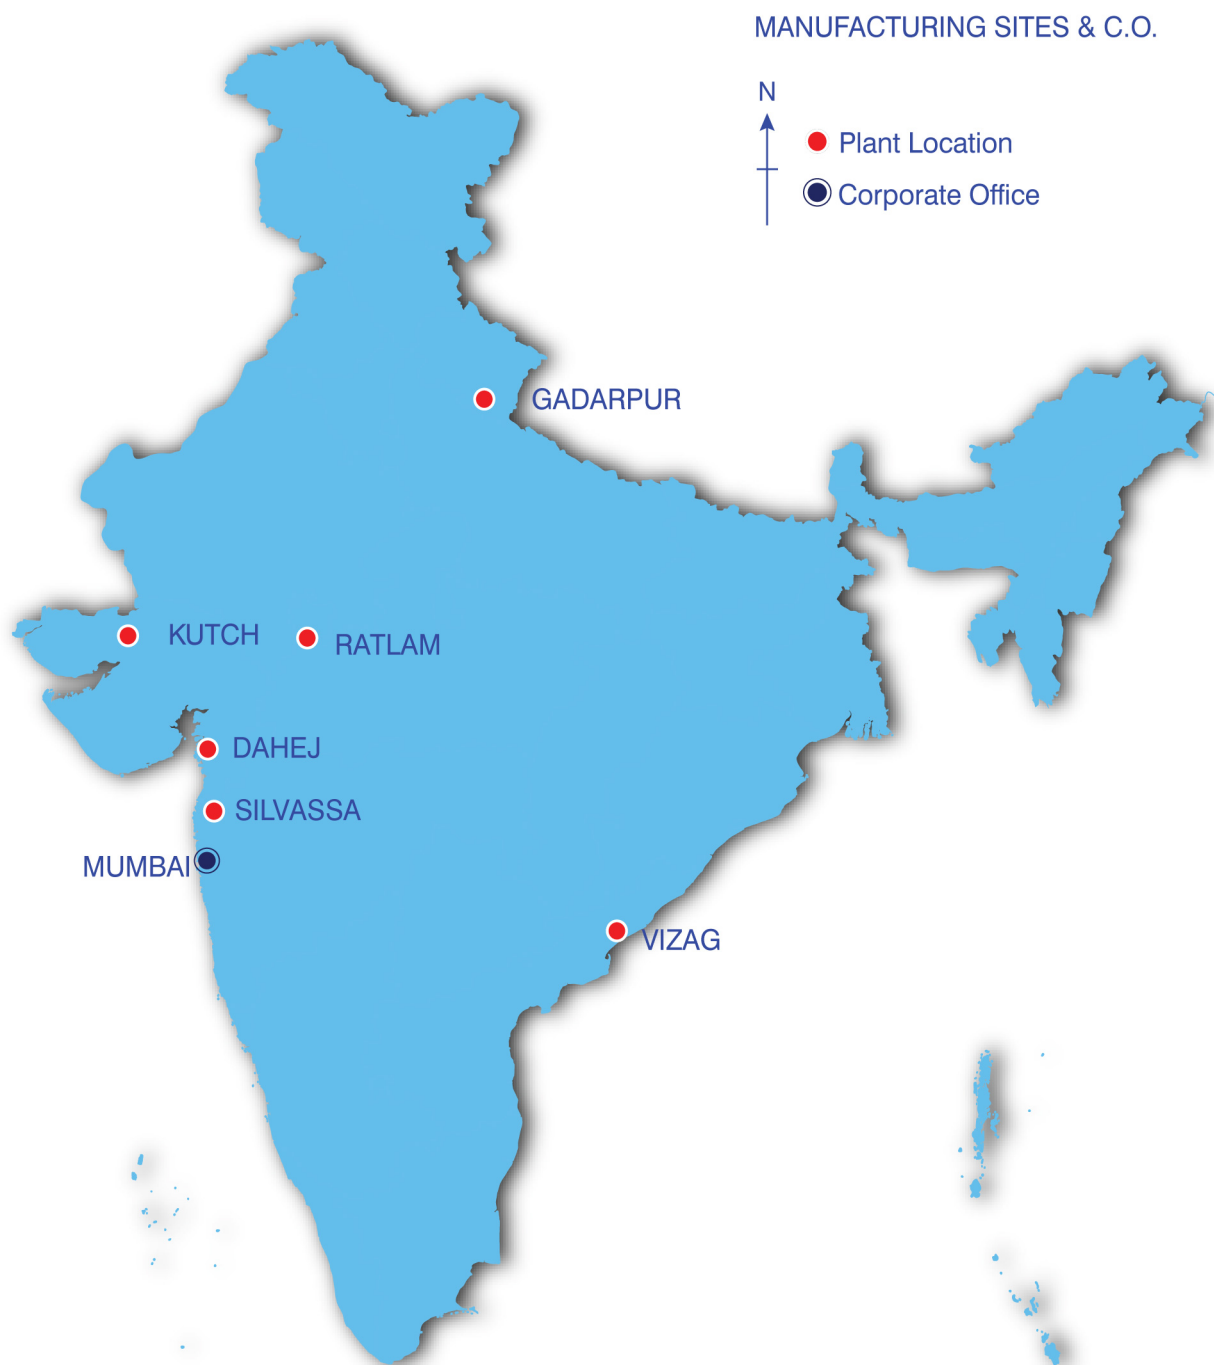 MANUFACTURING SITES & C.O.
N
Plant Location
Corporate Office
GADARPUR
KUTCH
RATLAM
DAHEJ
SILVASSA
MUMBAI
VIZAG